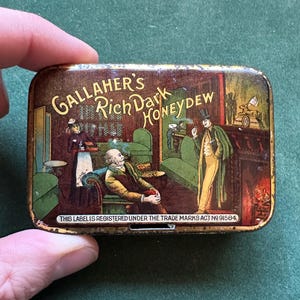 GALLAHER'S
Rich Dark
HONEYDEW
THIS LABEL IS REGISTERED UNDER THE TRADE MARKS ACT Nº 91584.